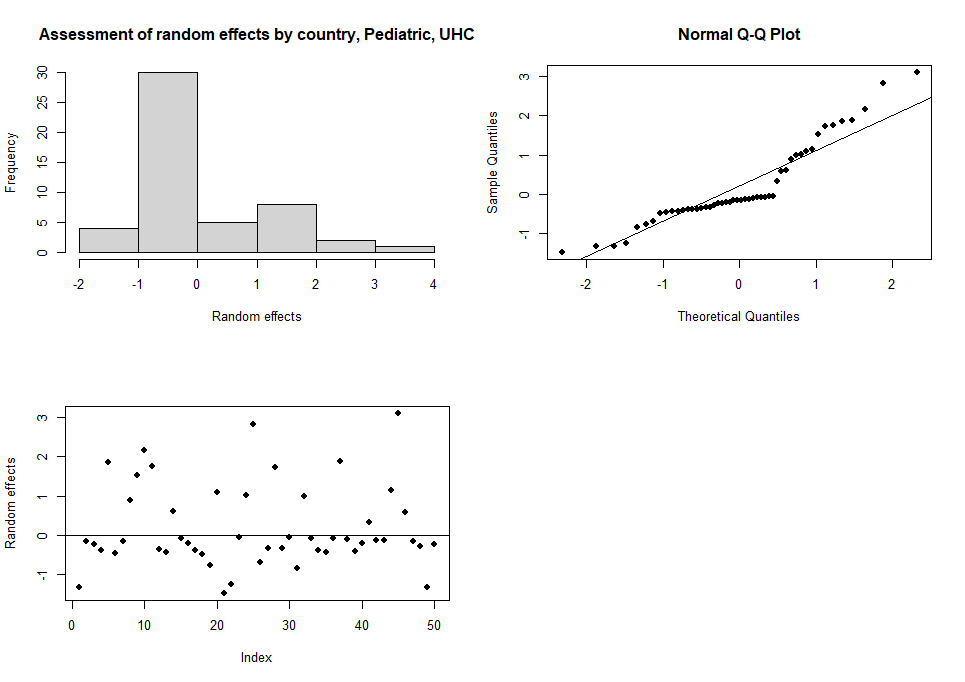 Assessment of random effects by country, Pediatric, UHC
Frequency
0 5 10 15 20 25 30
-2 -1 0 1 2 3 4
Random effects
Normal Q-Q Plot
Sample Quantiles
-1 0 1 2 3
-2 -1 0 1 2
Theoretical Quantiles
Random effects
-1 0 1 2 3
0 10 20 30 40 50
Index